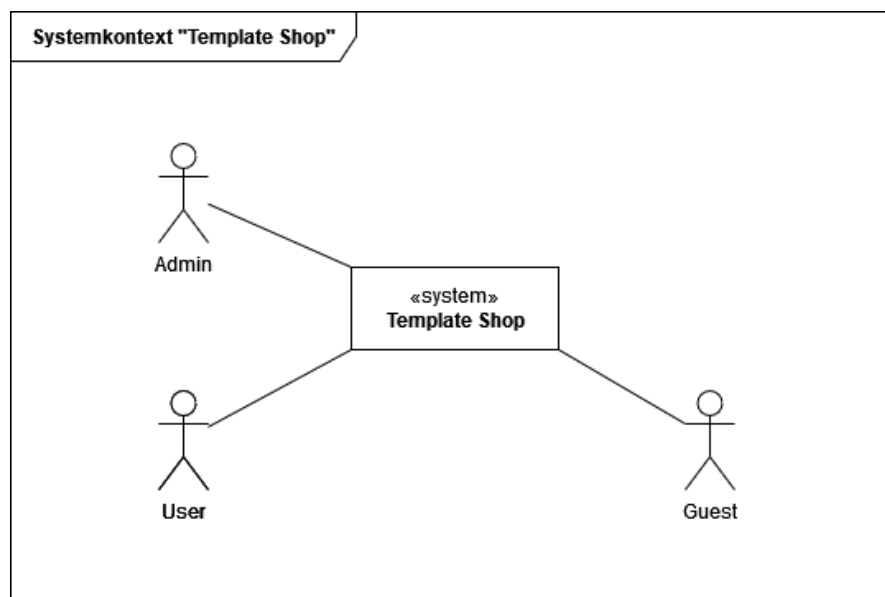 Systemkontext "Template Shop"
Admin
«system»
Template Shop
User
Guest